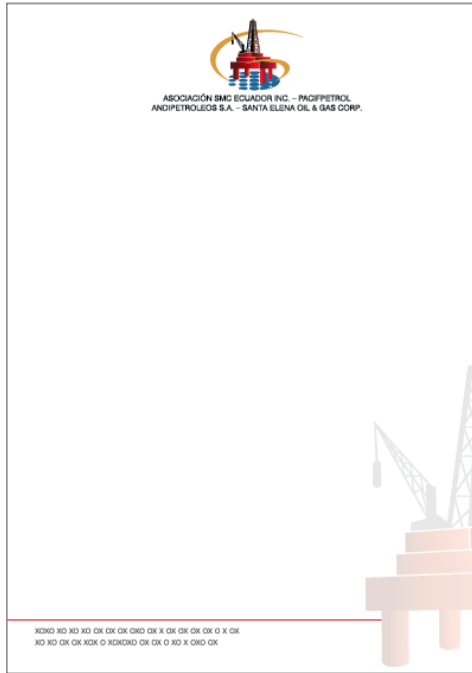 ASOCIACIÓN SMC ECUADOR INC. – PACIFPETROL
ANDIPETROLEOS S.A. – SANTA ELENA OIL & GAS CORP.
XOXO XO XO XO OX OX OX OXO OX X OX OX OX OX O X OX
XO XO OX OX XOX O XOXOXO OX OX O XO X OXO OX